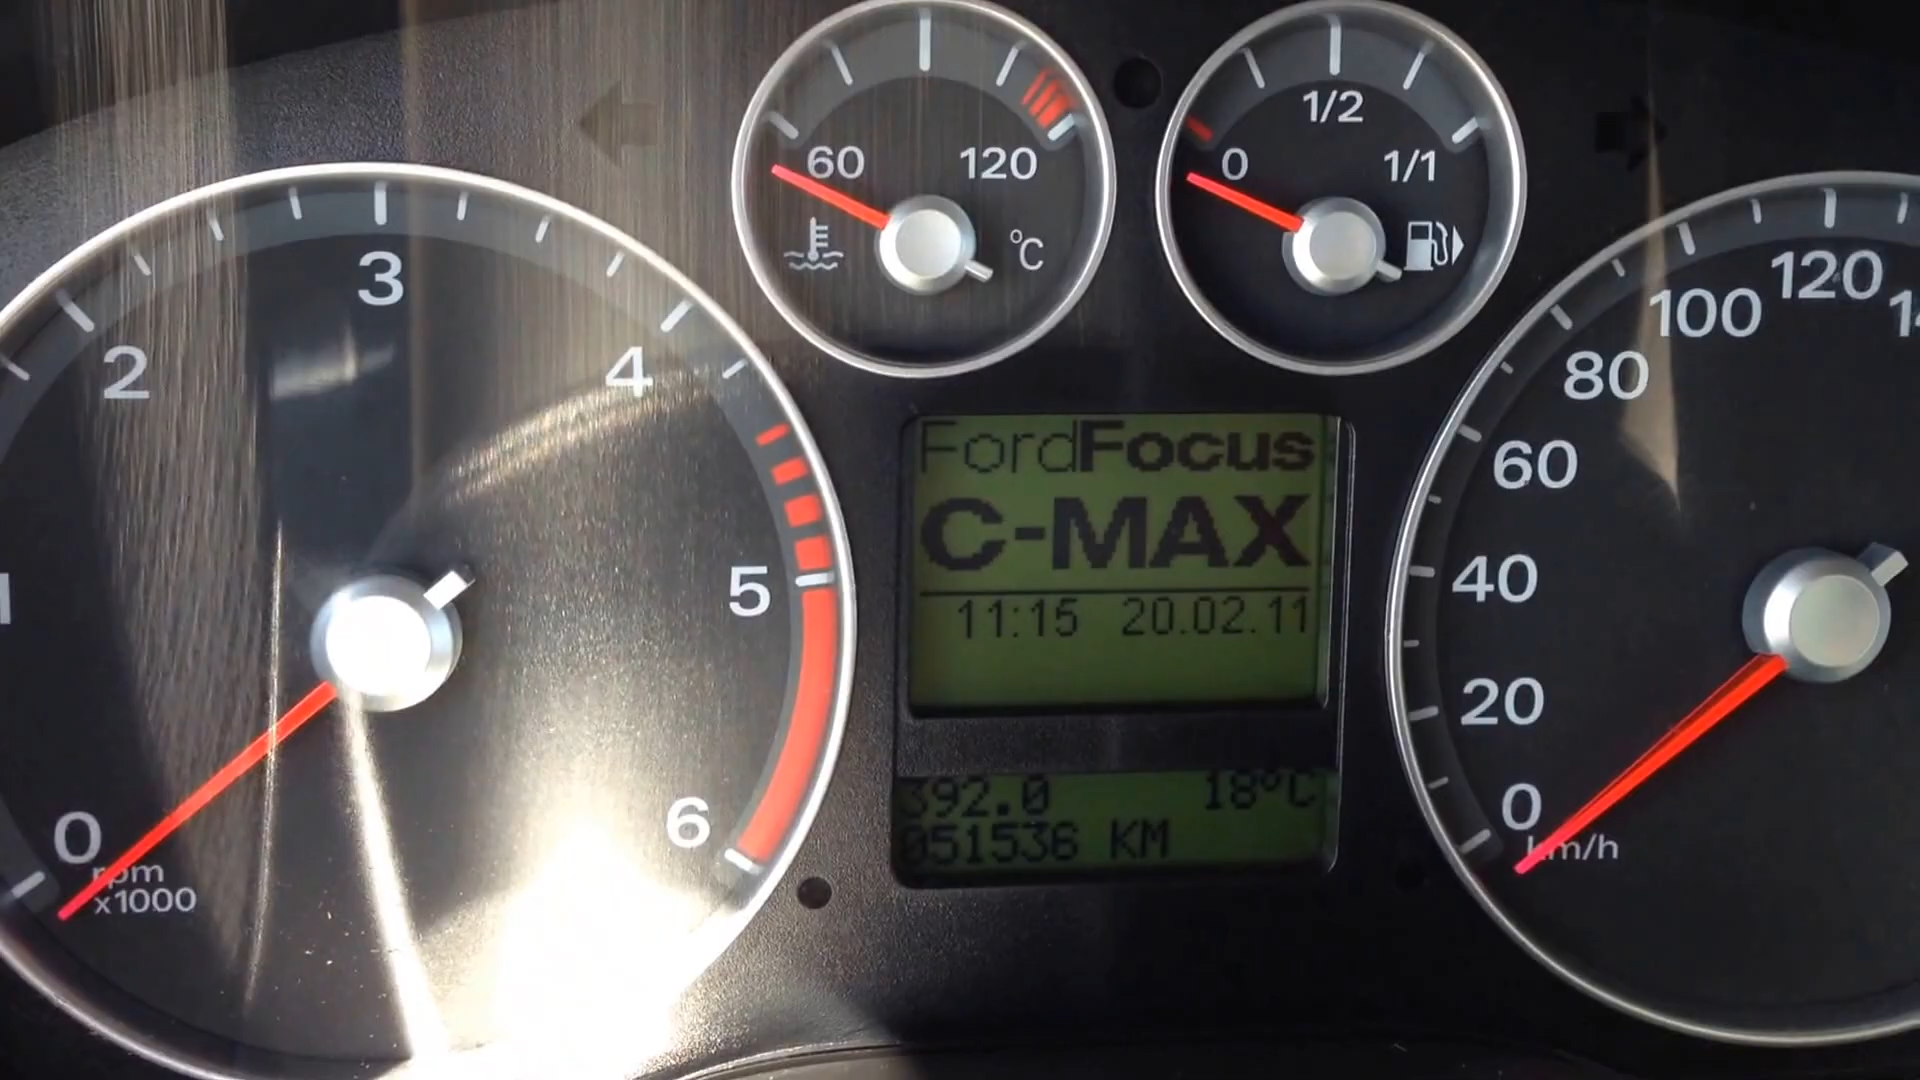 60 120
°C
0 1/2 1/1
1 2 3 4 5 6
0
rpm
x1000
FordFocus
C-MAX
11:15 20.02.11
392.0 18°C
051536 KM
0 20 40 60 80 100 120
km/h